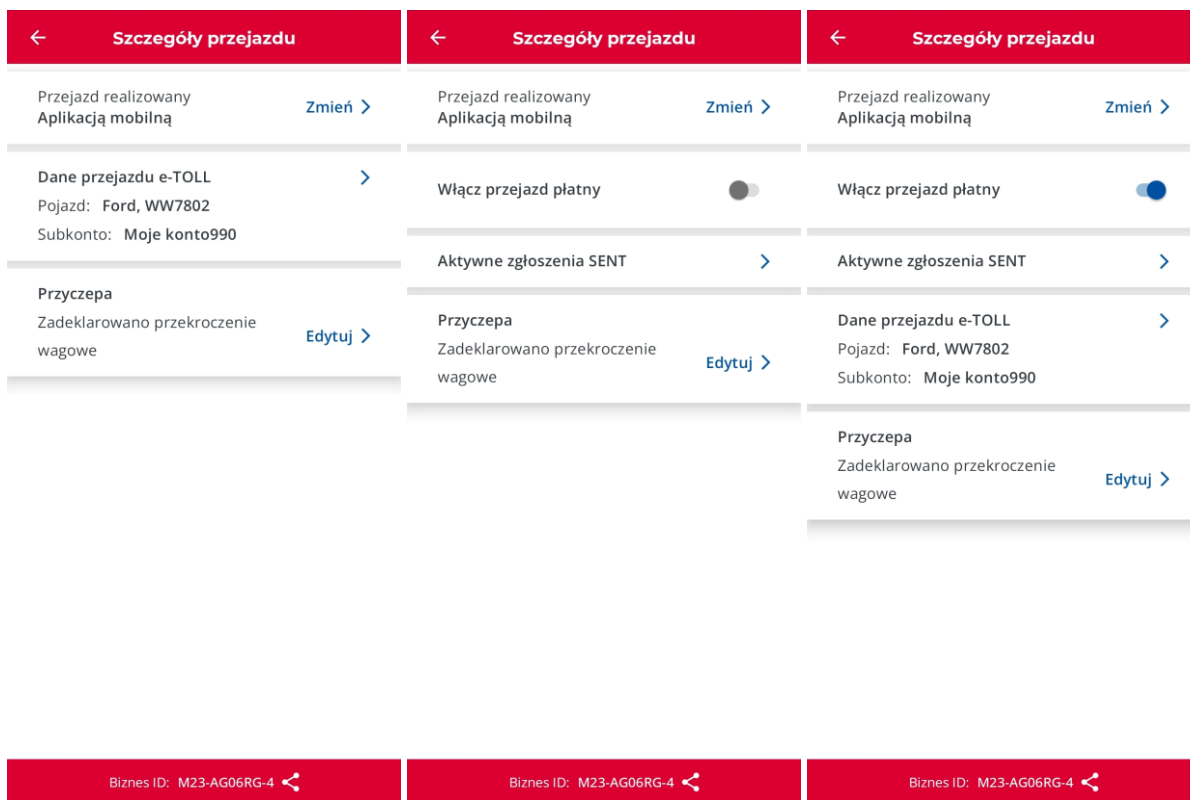 Szczegóły przejazdu
Przejazd realizowany
Aplikacją mobilną
Zmień
Dane przejazdu e-TOLL
Pojazd: Ford, WW7802
Subkonto: Moje konto990
Przyczepa
Zadeklarowano przekroczenie
wagowe
Edytuj
Biznes ID: M23-AG06RG-4
Szczegóły przejazdu
Przejazd realizowany
Aplikacją mobilną
Zmień
Włącz przejazd płatny
Aktywne zgłoszenia SENT
Przyczepa
Zadeklarowano przekroczenie
wagowe
Edytuj
Biznes ID: M23-AG06RG-4
Szczegóły przejazdu
Przejazd realizowany
Aplikacją mobilną
Zmień
Włącz przejazd płatny
Aktywne zgłoszenia SENT
Dane przejazdu e-TOLL
Pojazd: Ford, WW7802
Subkonto: Moje konto990
Przyczepa
Zadeklarowano przekroczenie
wagowe
Edytuj
Biznes ID: M23-AG06RG-4